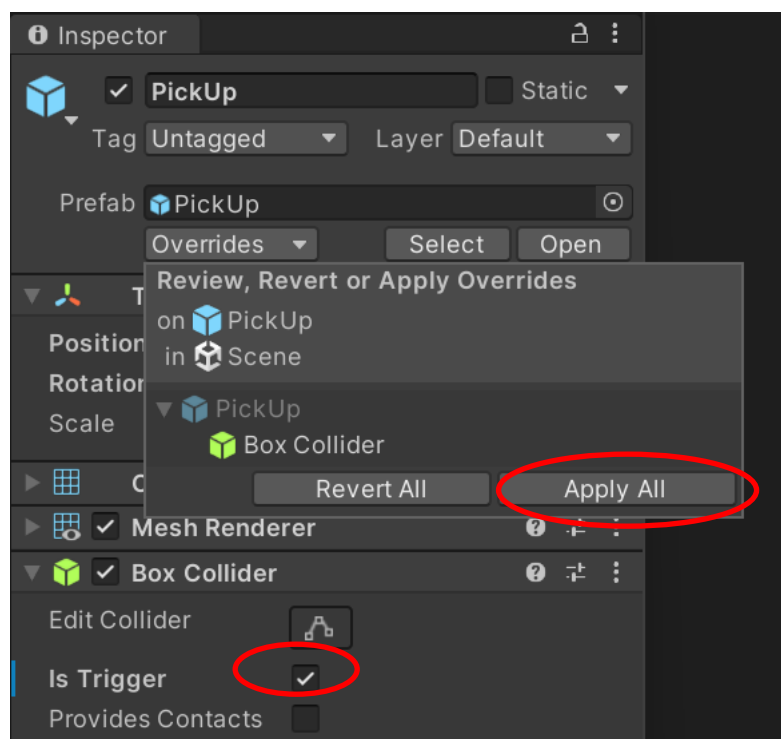 Inspector
PickUp Static
Tag Untagged Layer Default
Prefab PickUp
Overrides Select Open
Review, Revert or Apply Overrides
on PickUp
in Scene
T
Position
Rotation
Scale
PickUp
Box Collider
Revert All Apply All
C
Mesh Renderer
Box Collider
Edit Collider
Is Trigger
Provides Contacts